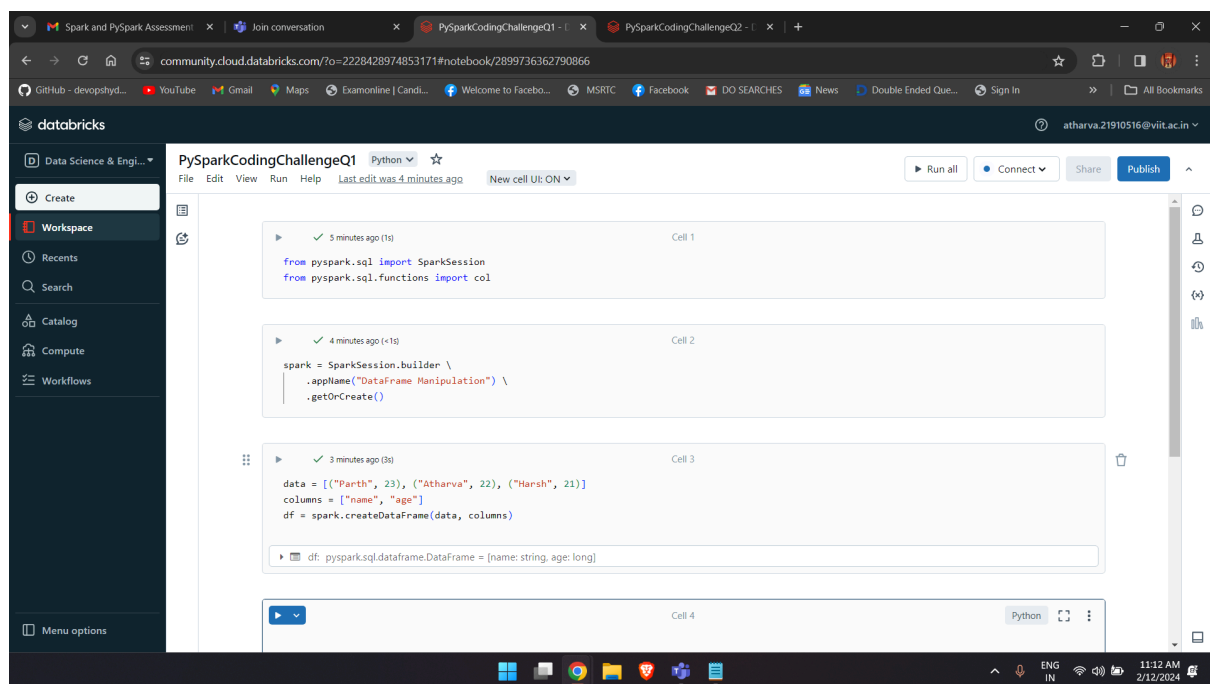 Spark and PySpark Assessment
Join conversation
PySparkCodingChallengeQ1 - 
PySparkCodingChallengeQ2 - 
community.cloud.databricks.com/?o=2228428974853171#notebook/2899736362790866
GitHub - devopshyd... YouTube Gmail Maps Examonline | Candi... Welcome to Facebo... MSRTC Facebook DO SEARCHES News Double Ended Que... Sign In » All Bookmarks
databricks
atharva.21910516@viit.ac.in
D Data Science & Engi...
PySparkCodingChallengeQ1 Python
File Edit View Run Help Last edit was 4 minutes ago New cell UI: ON
Run all Connect Share Publish
Create
Workspace
Recents
Search
Catalog
Compute
Workflows
Menu options
5 minutes ago (1s) Cell 1
from pyspark.sql import SparkSession
from pyspark.sql.functions import col
4 minutes ago (<1s) Cell 2
spark = SparkSession.builder \
.appName("DataFrame Manipulation") \
.getOrCreate()
3 minutes ago (3s) Cell 3
data = [("Parth", 23), ("Atharva", 22), ("Harsh", 21)]
columns = ["name", "age"]
df = spark.createDataFrame(data, columns)
df: pyspark.sql.dataframe.DataFrame = [name: string, age: long]
Cell 4 Python
ENG
IN
11:12 AM
2/12/2024